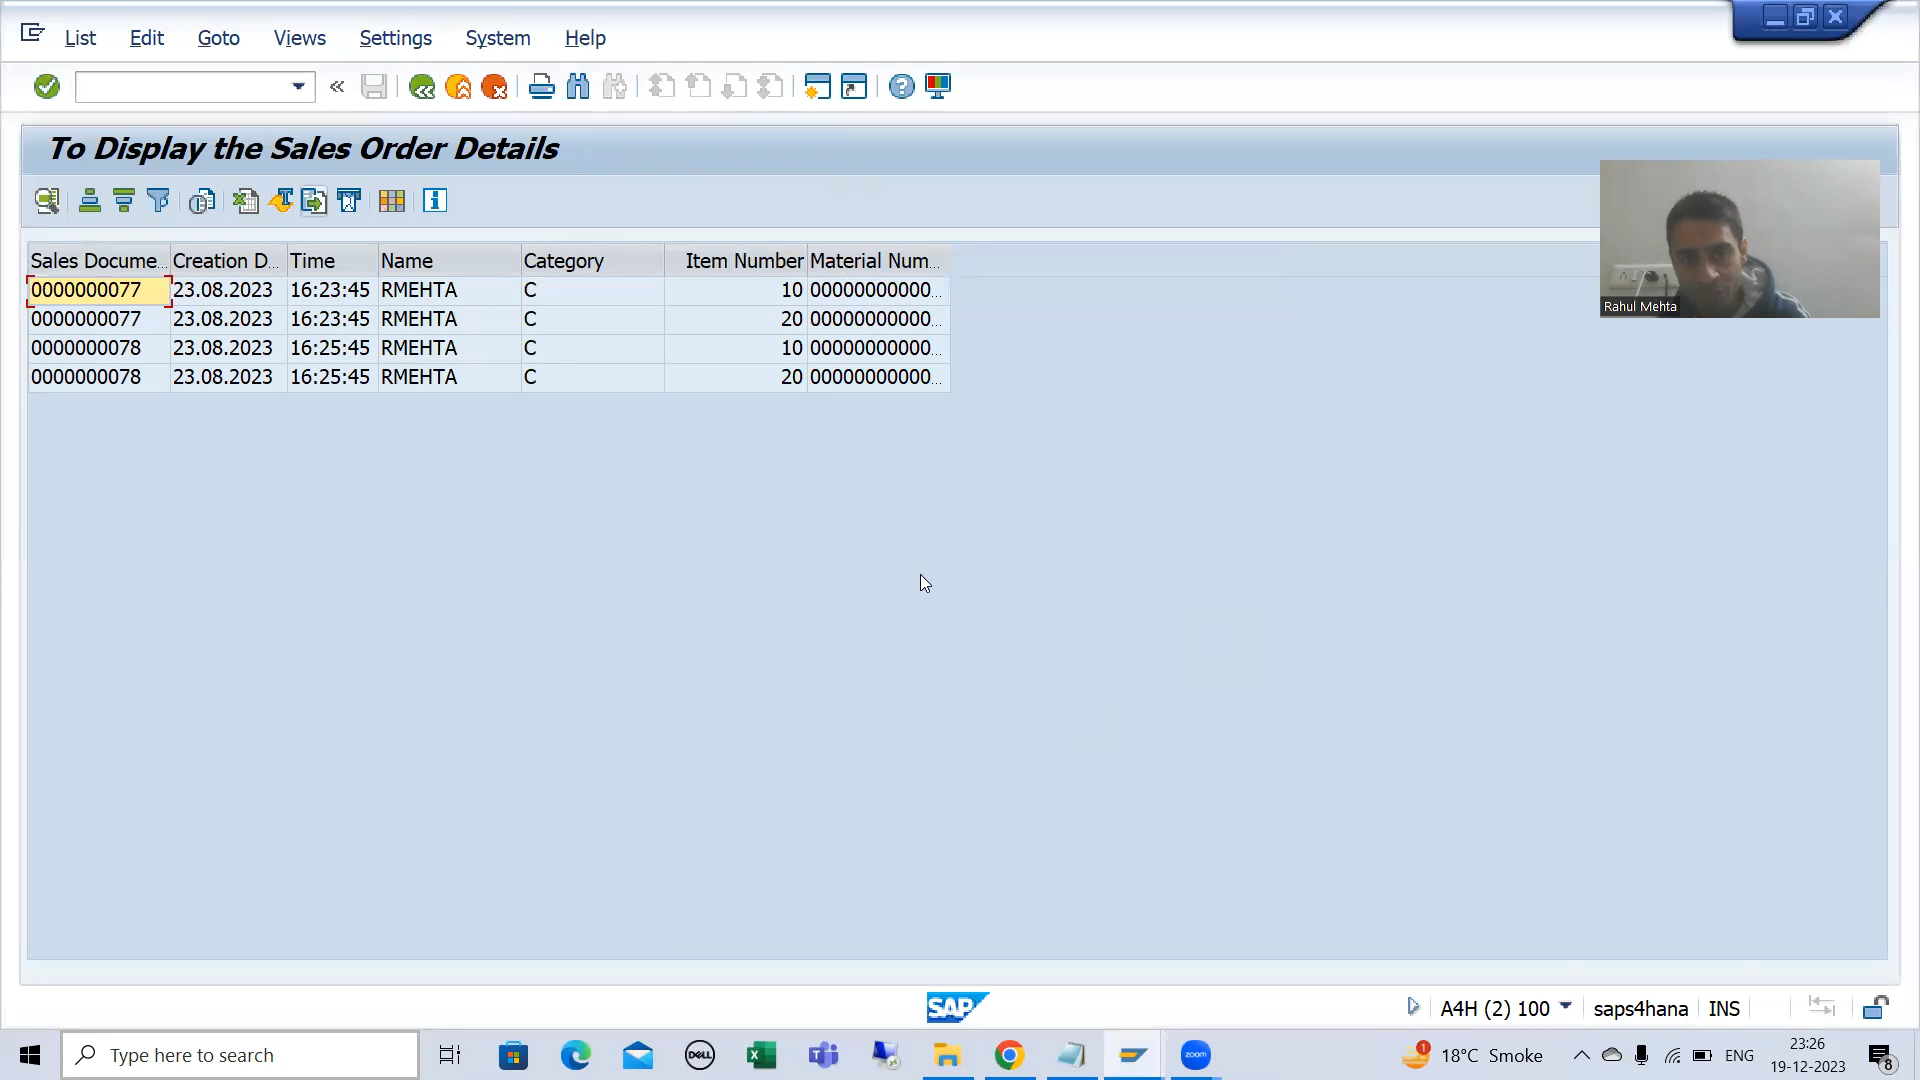 List Edit Goto Views Settings System Help
To Display the Sales Order Details
Sales Docume... Creation D... Time Name Category Item Number Material Num...
0000000077 23.08.2023 16:23:45 RMEHTA C 10 00000000000...
0000000077 23.08.2023 16:23:45 RMEHTA C 20 00000000000...
0000000078 23.08.2023 16:25:45 RMEHTA C 10 00000000000...
0000000078 23.08.2023 16:25:45 RMEHTA C 20 00000000000...
Rahul Mehta
SAP
A4H (2) 100 saps4hana INS
Type here to search
DELL
zoom
1
18°C Smoke
ENG
23:26
19-12-2023
8